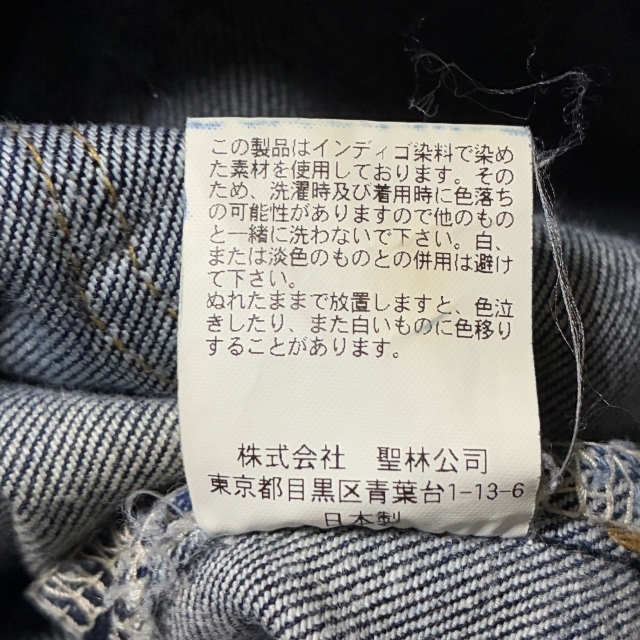 この製品はインディゴ染料で染め
た素材を使用しております。その
ため、洗濯時及び着用時に色落ち
の可能性がありますので他のもの
と一緒に洗わないで下さい。白、
または淡色のものとの併用は避け
て下さい。
ぬれたままで放置しますと、色泣
きしたり、また白いものに色移り
することがあります。
株式会社　聖林公司
東京都目黒区青葉台1-13-6
日本製